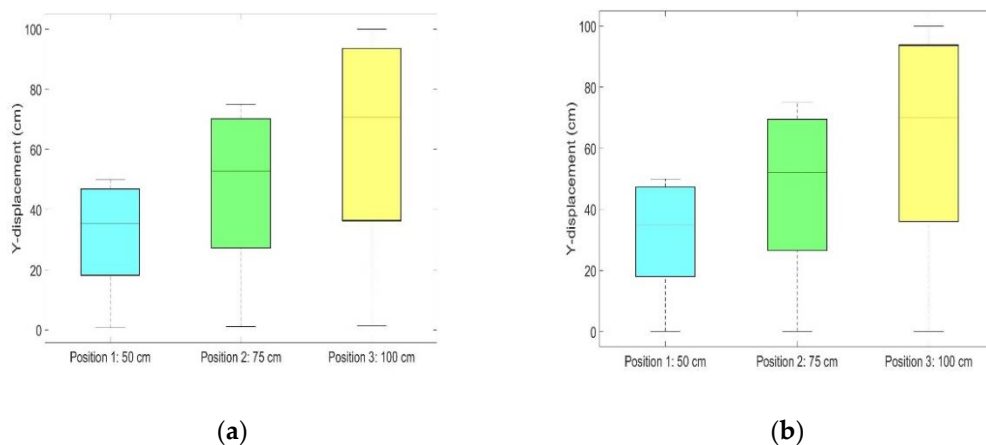 100
80
60
40
20
0
Y-displacement (cm)
Position 1: 50 cm
Position 2: 75 cm
Position 3: 100 cm
(a)
100
80
60
40
20
0
Y-displacement (cm)
Position 1: 50 cm
Position 2: 75 cm
Position 3: 100 cm
(b)